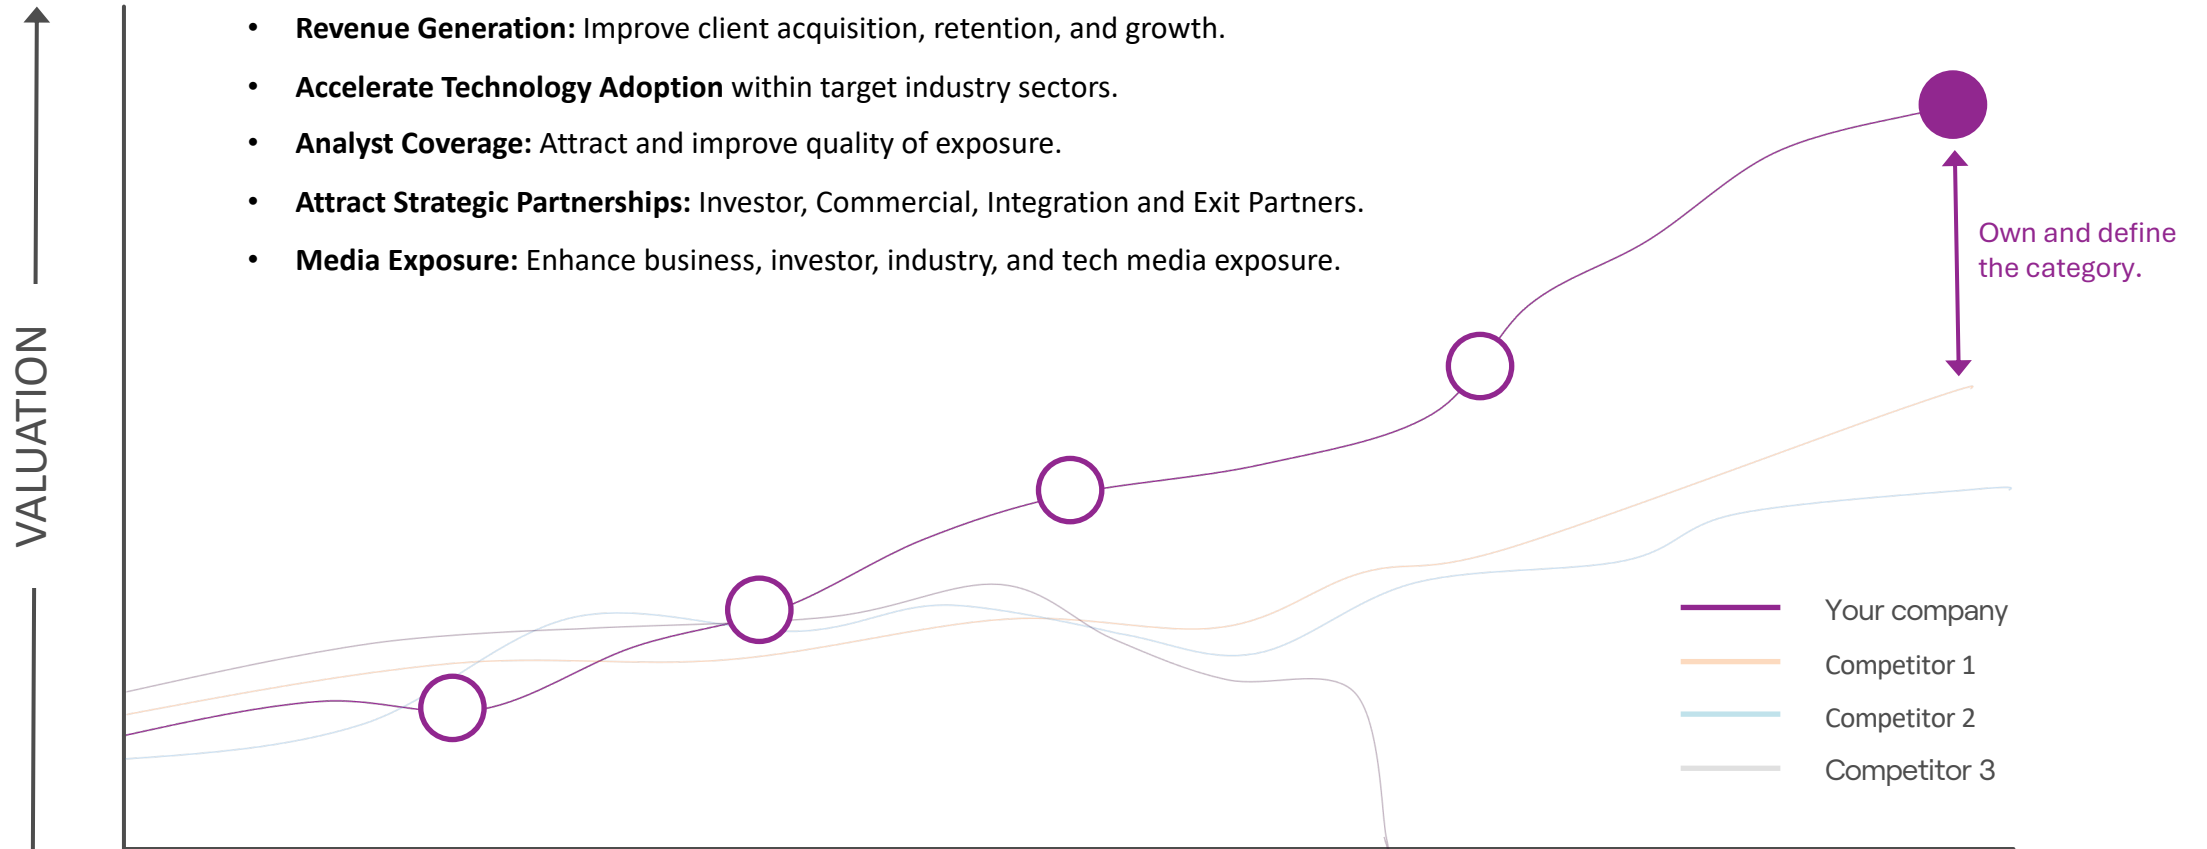 • Revenue Generation: Improve client acquisition, retention, and growth.
• Accelerate Technology Adoption within target industry sectors.
• Analyst Coverage: Attract and improve quality of exposure.
• Attract Strategic Partnerships: Investor, Commercial, Integration and Exit Partners.
• Media Exposure: Enhance business, investor, industry, and tech media exposure.
VALUATION
Own and define
the category.
Your company
Competitor 1
Competitor 2
Competitor 3